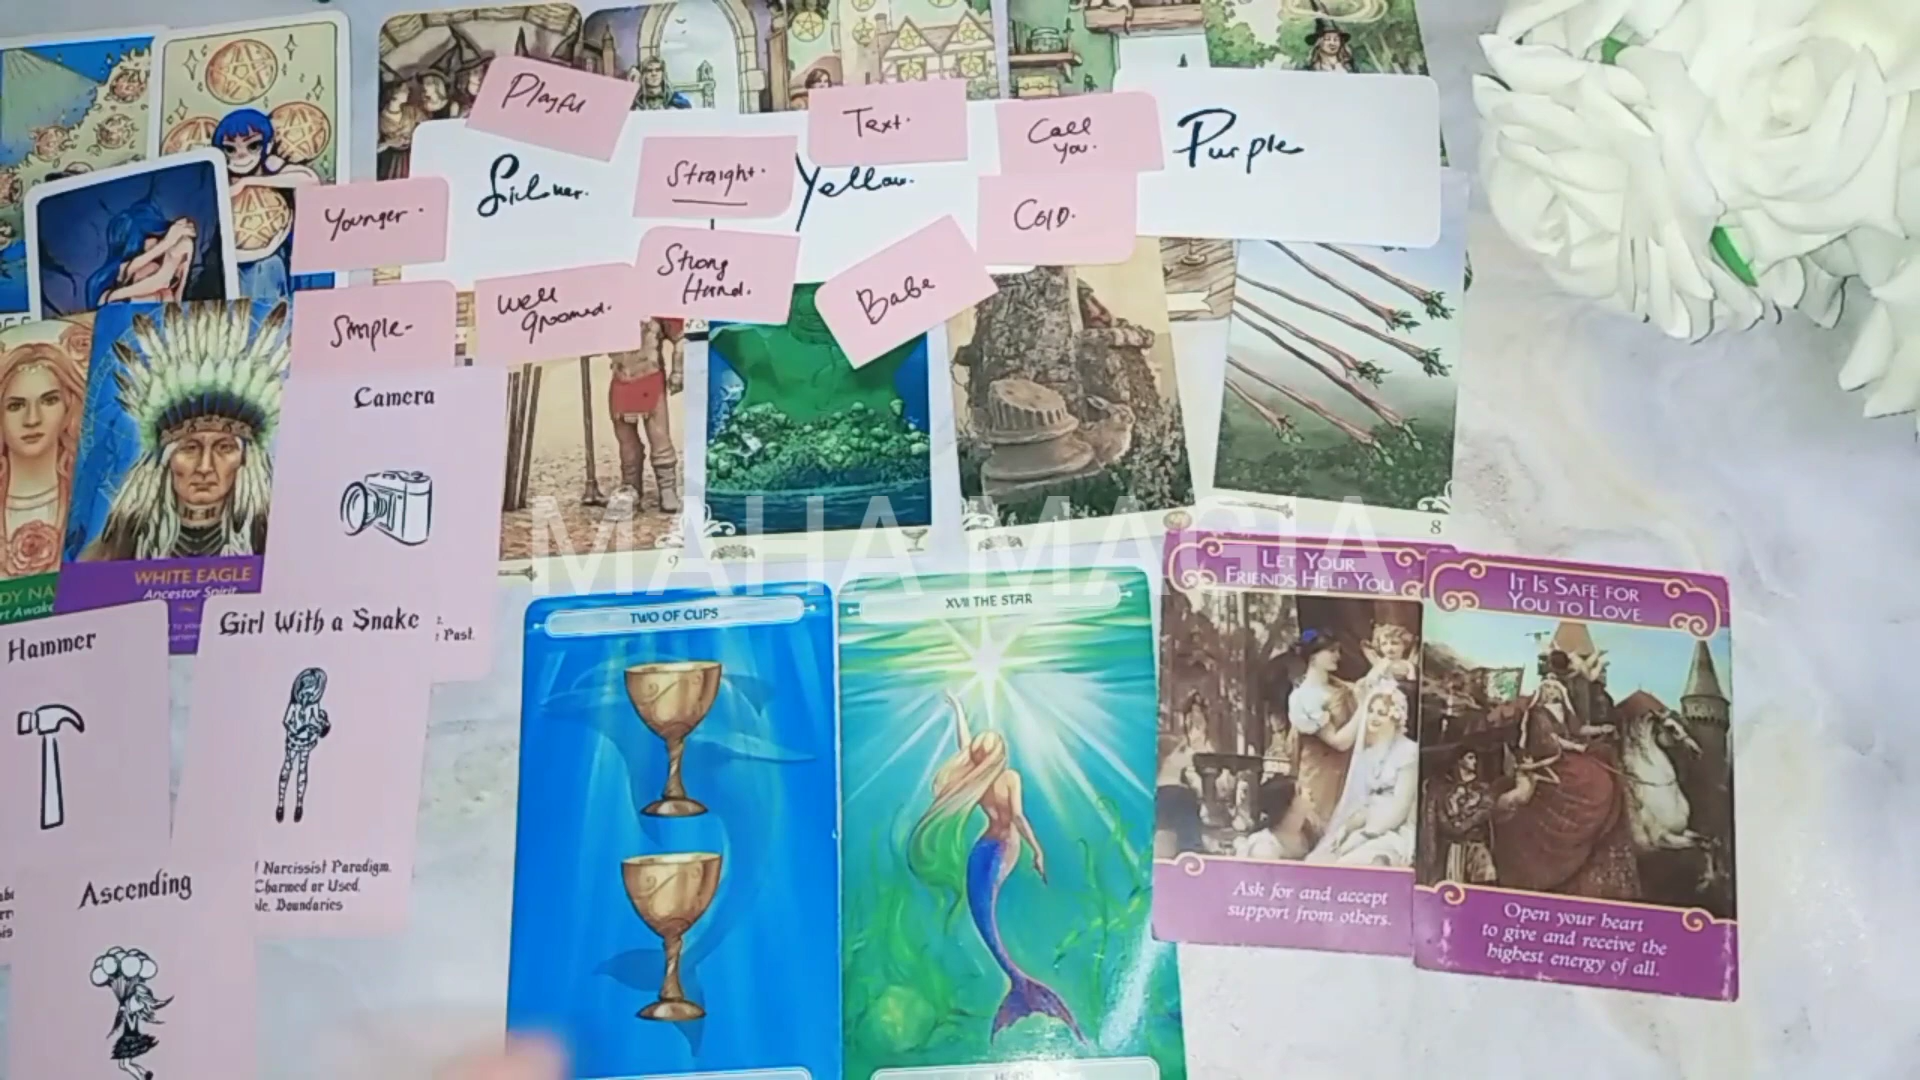 Playful
Text.
Call
you.
Purple
Silver.
Straight.
Yellow.
Younger.
Cold.
Strong
Hand.
Babe
Simple-
Well
groomed.
Camera
8
9
MAHA MAGIA
WHITE EAGLE
Ancestor Spirit
Hammer
Girl With a Snake
Past.
TWO OF CUPS
XVII THE STAR
LET YOUR
FRIENDS HELP YOU
IT IS SAFE FOR
YOU TO LOVE
Narcissist Paradigm.
Charmed or Used.
Boundaries
Ascending
Ask for and accept
support from others.
Open your heart
to give and receive the
highest energy of all.